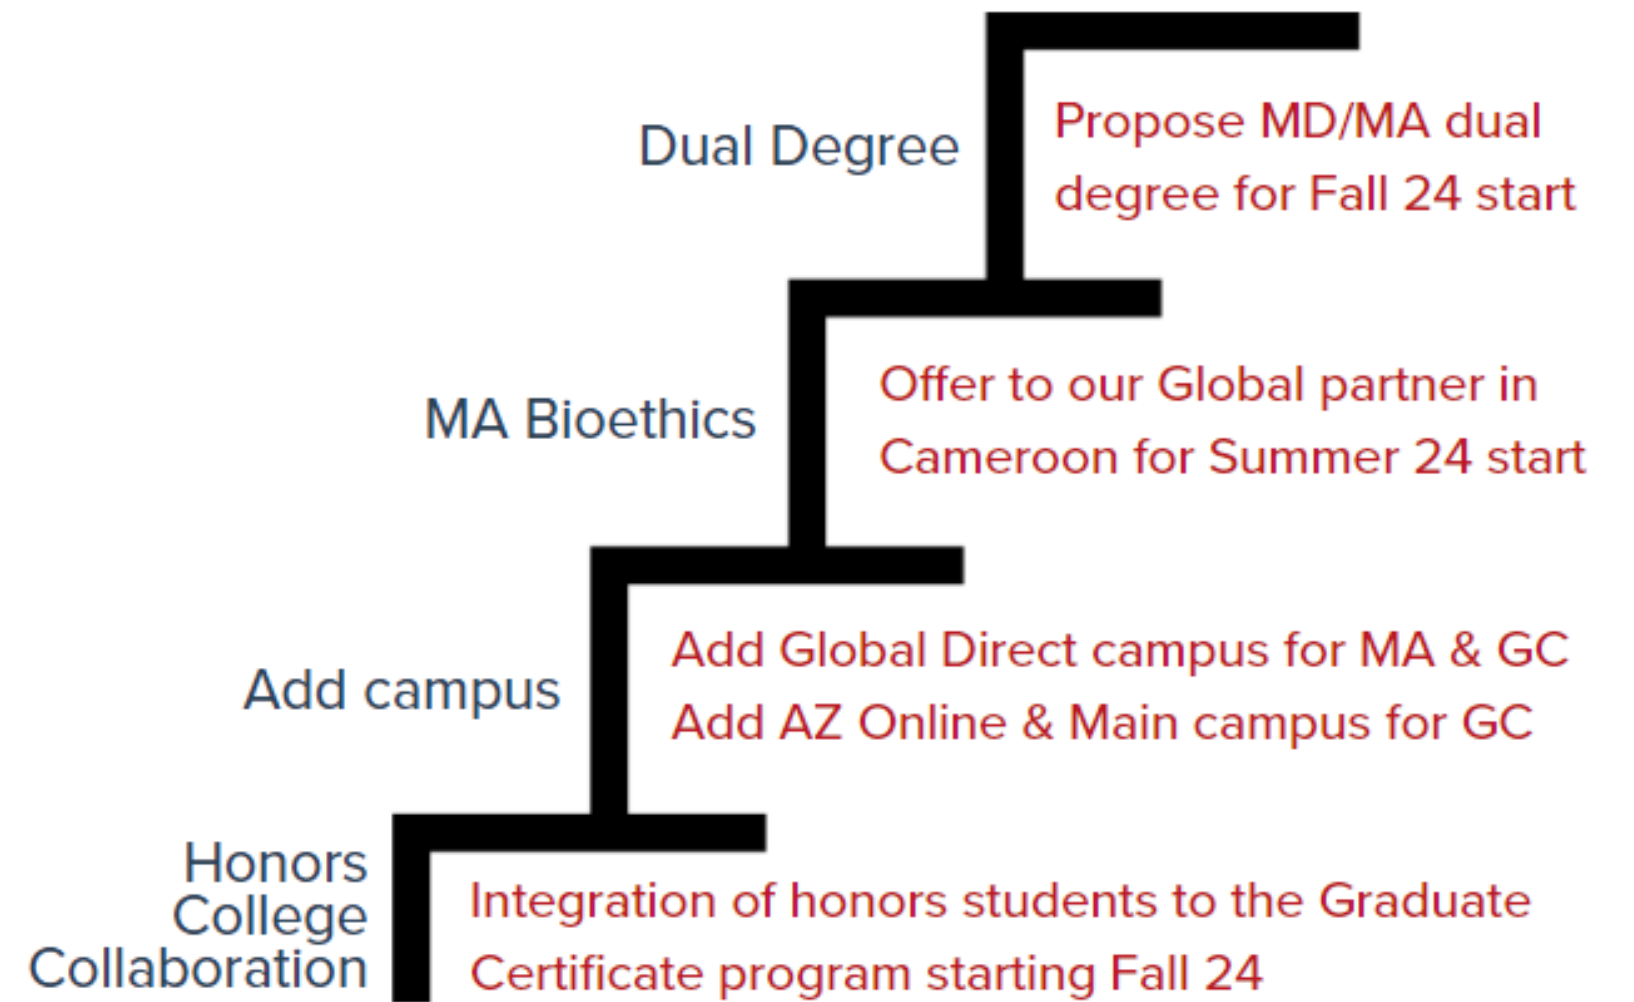 Dual Degree
Propose MD/MA dual
degree for Fall 24 start
MA Bioethics
Offer to our Global partner in
Cameroon for Summer 24 start
Add campus
Add Global Direct campus for MA & GC
Add AZ Online & Main campus for GC
Honors
College
Collaboration
Integration of honors students to the Graduate
Certificate program starting Fall 24